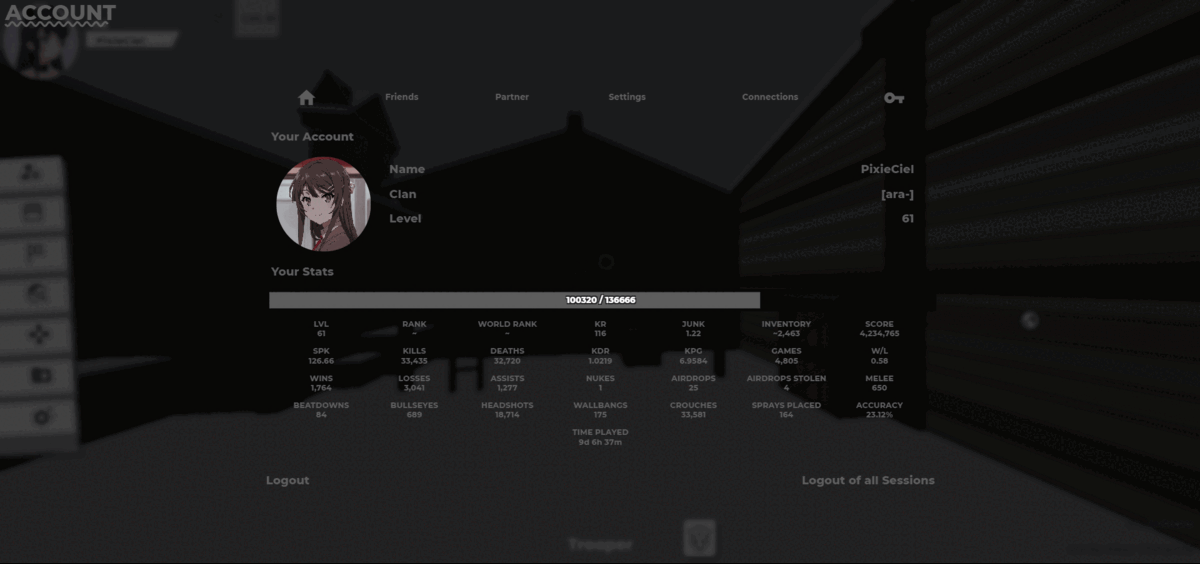 ACCOUNT
PixieCiel
Friends Partner Settings Connections
Your Account
Name PixieCiel
Clan [ara-]
Level 61
Your Stats
100320 / 136666
LVL RANK WORLD RANK KR JUNK INVENTORY SCORE
61 ~ ~ 116 1.22 ~2,463 4,234,765
SPK KILLS DEATHS KDR KPG GAMES W/L
126.66 33,435 32,720 1.0219 6.9584 4,805 0.58
WINS LOSSES ASSISTS NUKES AIRDROPS AIRDROPS STOLEN MELEE
1,764 3,041 1,277 1 25 4 650
BEATDOWNS BULLSEYES HEADSHOTS WALLBANGS CROUCHES SPRAYS PLACED ACCURACY
84 689 18,714 175 33,581 164 23.12%
TIME PLAYED
9d 6h 37m
Logout Logout of all Sessions
Trooper